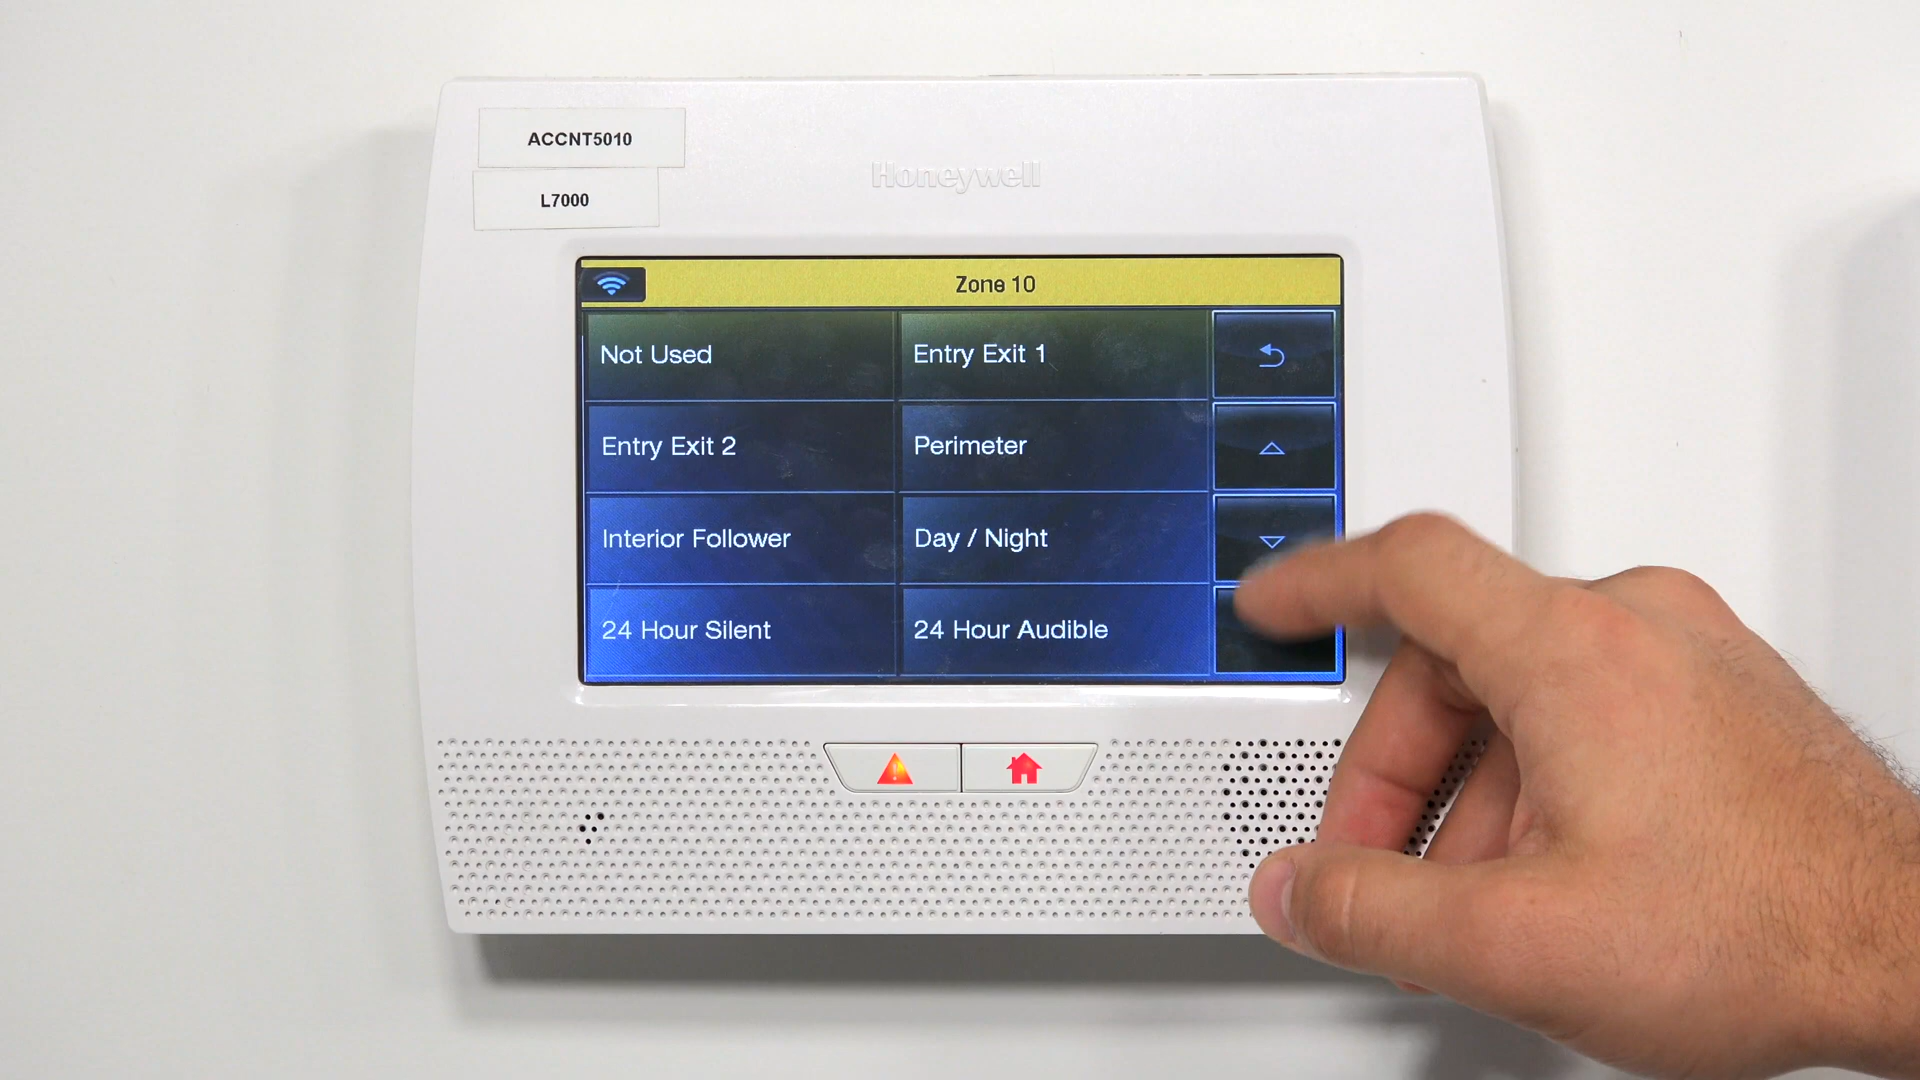 ACCNT5010
L7000
Honeywell
Zone 10
Not Used
Entry Exit 1
Entry Exit 2
Perimeter
Interior Follower
Day / Night
24 Hour Silent
24 Hour Audible